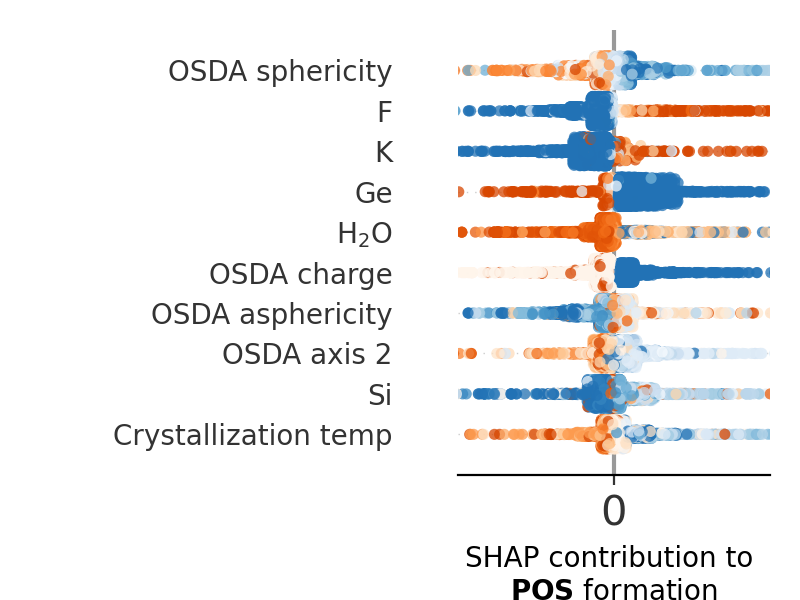 OSDA sphericity
F
K
Ge
H₂O
OSDA charge
OSDA asphericity
OSDA axis 2
Si
Crystallization temp
0
SHAP contribution to
POS formation